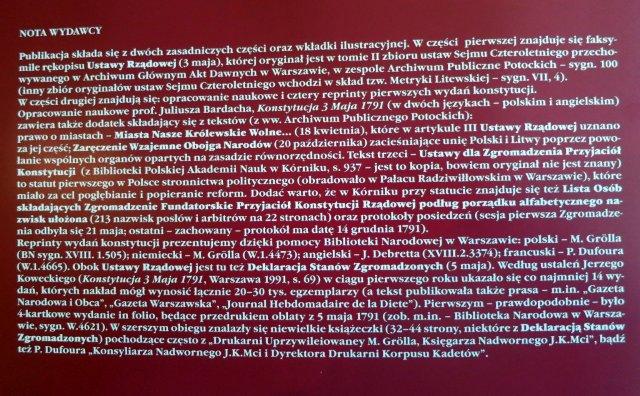 NOTA WYDAWCY
Publikacja składa się z dwóch zasadniczych części oraz wkładki ilustracyjnej. W części pierwszej znajduje się faksy-
mile rękopisu Ustawy Rządowej (3 maja), której oryginał jest w tomie II zbioru ustaw Sejmu Czteroletniego przecho-
wywanego w Archiwum Głównym Akt Dawnych w Warszawie, w zespole Archiwum Publiczne Potockich – sygn. 100
(inny zbiór oryginałów ustaw Sejmu Czteroletniego wchodzi w skład tzw. Metryki Litewskiej – sygn. VII, 4).
W części drugiej znajdują się: opracowanie naukowe i cztery reprinty pierwszych wydań konstytucji.
Opracowanie naukowe prof. Juliusza Bardacha, Konstytucja 3 Maja 1791 (w dwóch językach – polskim i angielskim)
zawiera także dodatek składający się z tekstów (z ww. Archiwum Publicznego Potockich):
prawo o miastach – Miasta Nasze Królewskie Wolne... (18 kwietnia), które w artykule III Ustawy Rządowej uznano
za jej część; Zaręczenie Wzajemne Obojga Narodów (20 października) zacieśniające unię Polski i Litwy poprzez powo-
łanie wspólnych organów opartych na zasadzie równorzędności. Tekst trzeci – Ustawy dla Zgromadzenia Przyjaciół
Konstytucji (z Biblioteki Polskiej Akademii Nauk w Kórniku, s. 937 – jest to kopia, bowiem oryginał nie jest znany)
to statut pierwszego w Polsce stronnictwa politycznego (obradowało w Pałacu Radziwiłłowskim w Warszawie), które
miało za cel pogłębianie i popieranie reform. Dodać warto, że w Kórniku przy statucie znajduje się też Lista Osób
składających Zgromadzenie Fundatorskie Przyjaciół Konstytucji Rządowej podług porządku alfabetycznego na-
zwisk ułożona (213 nazwisk posłów i arbitrów na 22 stronach) oraz protokoły posiedzeń (sesja pierwsza Zgromadze-
nia odbyła się 21 maja; ostatni – zachowany – protokół ma datę 14 grudnia 1791).
Reprinty wydań konstytucji prezentujemy dzięki pomocy Biblioteki Narodowej w Warszawie: polski – M. Grölla
(BN sygn. XVIII. 1.505); niemiecki – M. Grölla (W.1.4473); angielski – J. Debretta (XVIII.2.3374); francuski – P. Dufoura
(W.1.4665). Obok Ustawy Rządowej jest tu też Deklaracja Stanów Zgromadzonych (5 maja). Według ustaleń Jerzego
Koweckiego (Konstytucja 3 Maja 1791, Warszawa 1991, s. 69) w ciągu pierwszego roku ukazało się co najmniej 14 wy-
dań, których nakład mógł wynosić łącznie 20–30 tys. egzemplarzy (a tekst publikowała także prasa – m.in. „Gazeta
Narodowa i Obca”, „Gazeta Warszawska”, „Journal Hebdomadaire de la Diete”). Pierwszym – prawdopodobnie – było
4-kartkowe wydanie in folio, będące przedrukiem oblaty z 5 maja 1791 (zob. m.in. – Biblioteka Narodowa w Warsza-
wie, sygn. W.4621). W szerszym obiegu znalazły się niewielkie książeczki (32–44 strony, niektóre z Deklaracją Stanów
Zgromadzonych) pochodzące często z „Drukarni Uprzywileiowaney M. Grölla, Księgarza Nadwornego J.K.Mci”, bądź
też P. Dufoura „Konsyliarza Nadwornego J.K.Mci i Dyrektora Drukarni Korpusu Kadetów”.